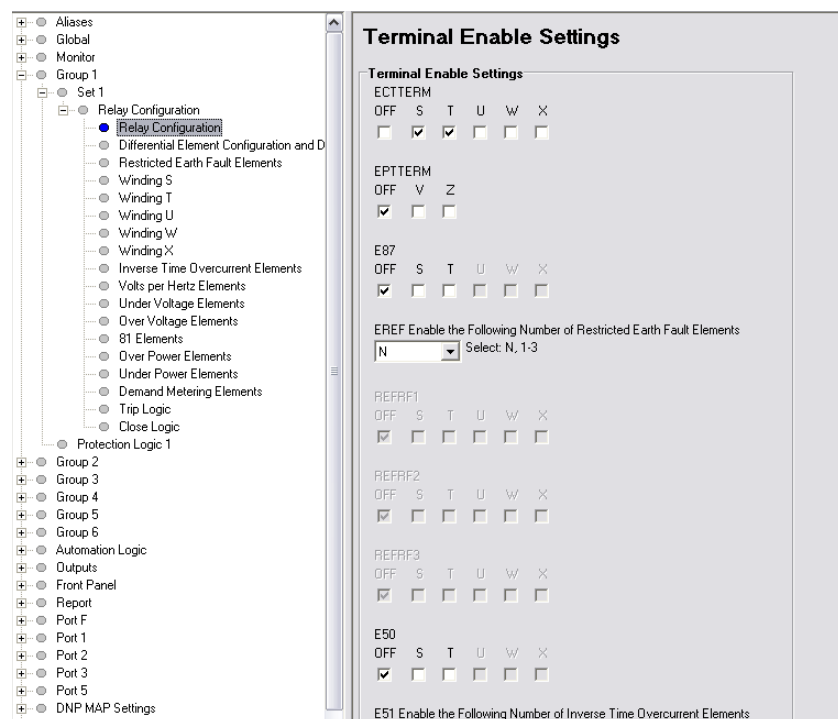 Aliases
Global
Monitor
Group 1
Set 1
Relay Configuration
Relay Configuration
Differential Element Configuration and D
Restricted Earth Fault Elements
Winding S
Winding T
Winding U
Winding W
Winding X
Inverse Time Overcurrent Elements
Volts per Hertz Elements
Under Voltage Elements
Over Voltage Elements
81 Elements
Over Power Elements
Under Power Elements
Demand Metering Elements
Trip Logic
Close Logic
Protection Logic 1
Group 2
Group 3
Group 4
Group 5
Group 6
Automation Logic
Outputs
Front Panel
Report
Port F
Port 1
Port 2
Port 3
Port 5
DNP MAP Settings
Terminal Enable Settings
Terminal Enable Settings
ECTTERM
OFF S T U W X
EPTTERM
OFF V Z
E87
OFF S T U W X
EREF Enable the Following Number of Restricted Earth Fault Elements
N Select: N, 1-3
REFRF1
OFF S T U W X
REFRF2
OFF S T U W X
REFRF3
OFF S T U W X
E50
OFF S T U W X
E51 Enable the Following Number of Inverse Time Overcurrent Elements